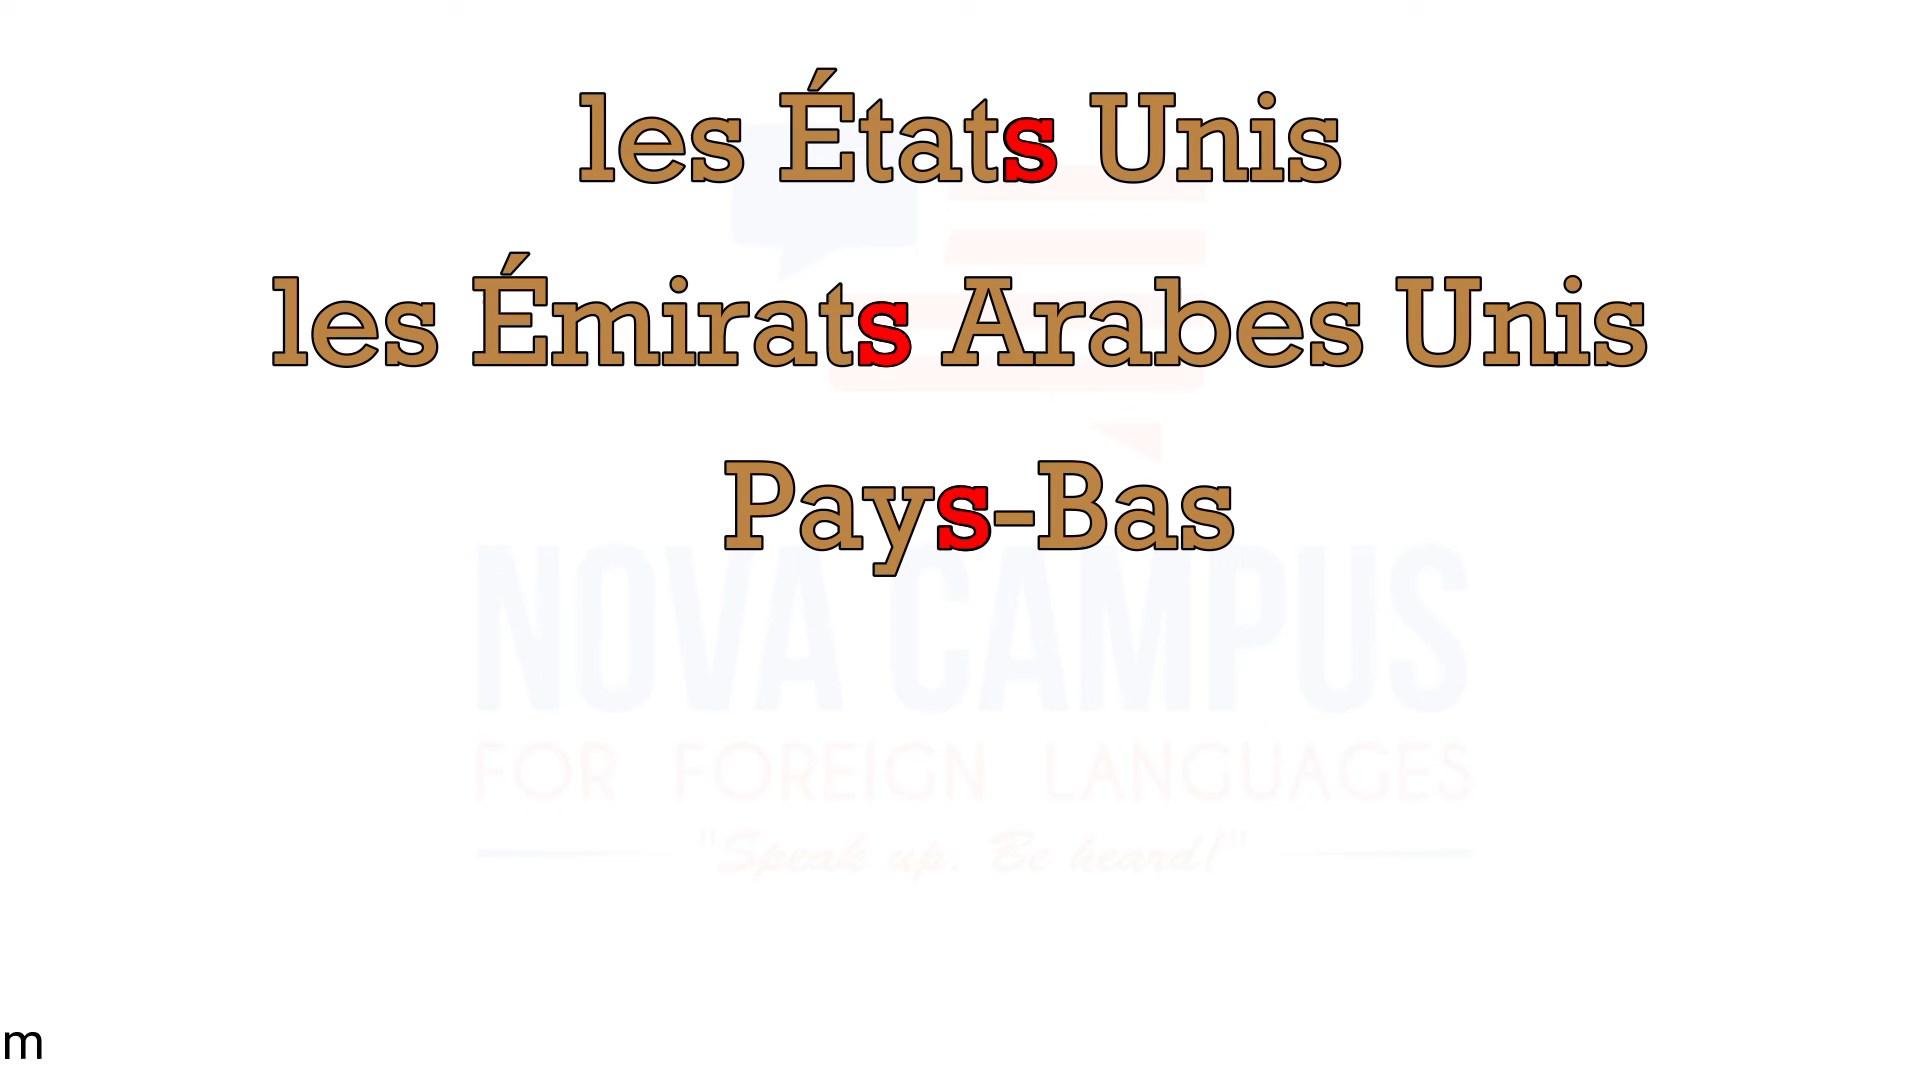 les États Unis
les Émirats Arabes Unis
Pays-Bas
NOVA CAMPUS
FOR FOREIGN LANGUAGES
"Speak up. Be heard!"
m